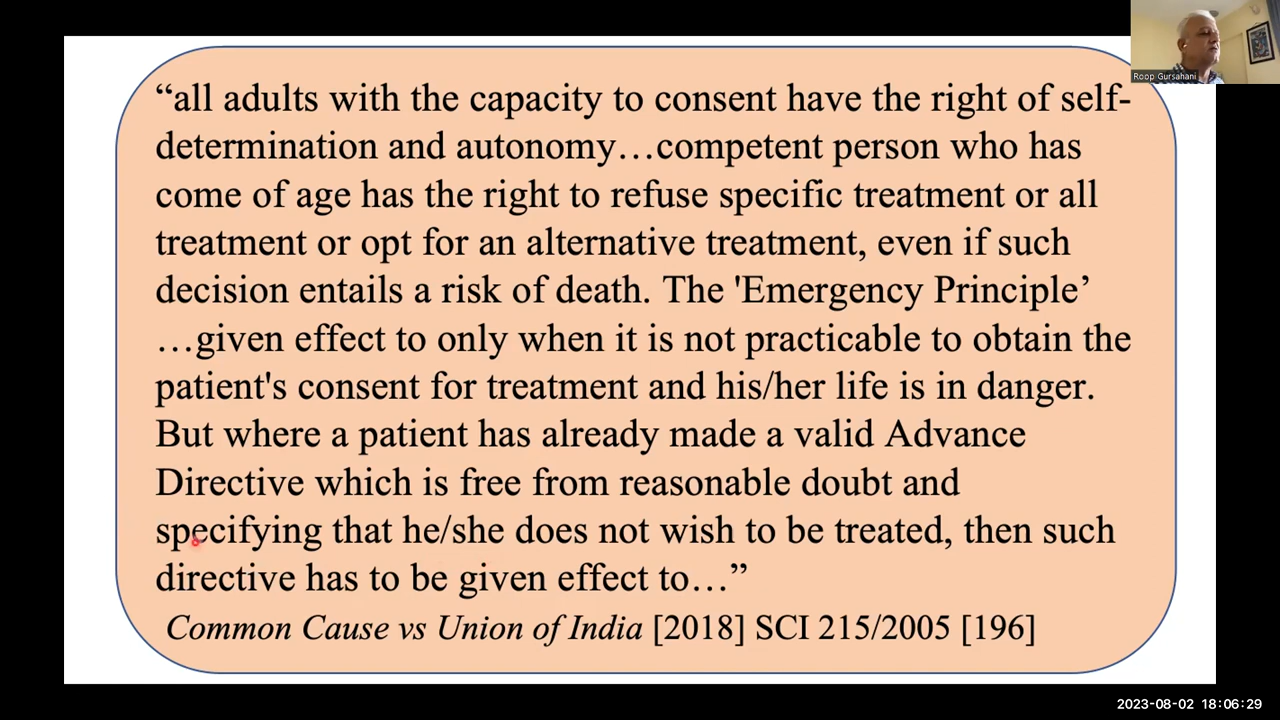 Roop Gursahani
“all adults with the capacity to consent have the right of self-
determination and autonomy…competent person who has
come of age has the right to refuse specific treatment or all
treatment or opt for an alternative treatment, even if such
decision entails a risk of death. The 'Emergency Principle’
…given effect to only when it is not practicable to obtain the
patient's consent for treatment and his/her life is in danger.
But where a patient has already made a valid Advance
Directive which is free from reasonable doubt and
specifying that he/she does not wish to be treated, then such
directive has to be given effect to…”
Common Cause vs Union of India [2018] SCI 215/2005 [196]
2023-08-02 18:06:29